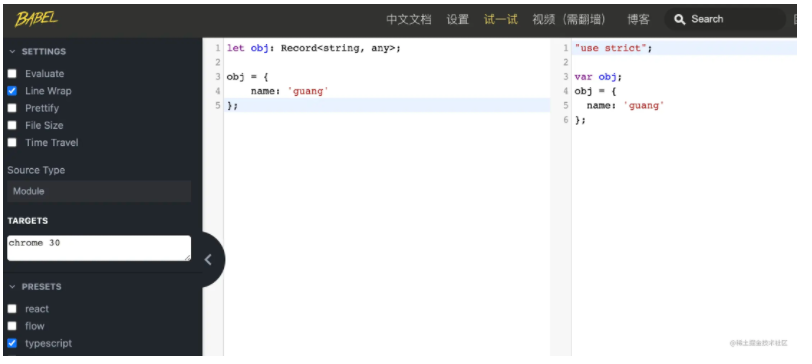 BABEL
中文文档 设置 试一试 视频（需翻墙） 博客 Search
SETTINGS
Evaluate
Line Wrap
Prettify
File Size
Time Travel
Source Type
Module
TARGETS
chrome 30
PRESETS
react
flow
typescript
1 let obj: Record<string, any>;
2
3 obj = {
4     name: 'guang'
5 };
1 "use strict";
2
3 var obj;
4 obj = {
5   name: 'guang'
6 };
@稀土掘金技术社区